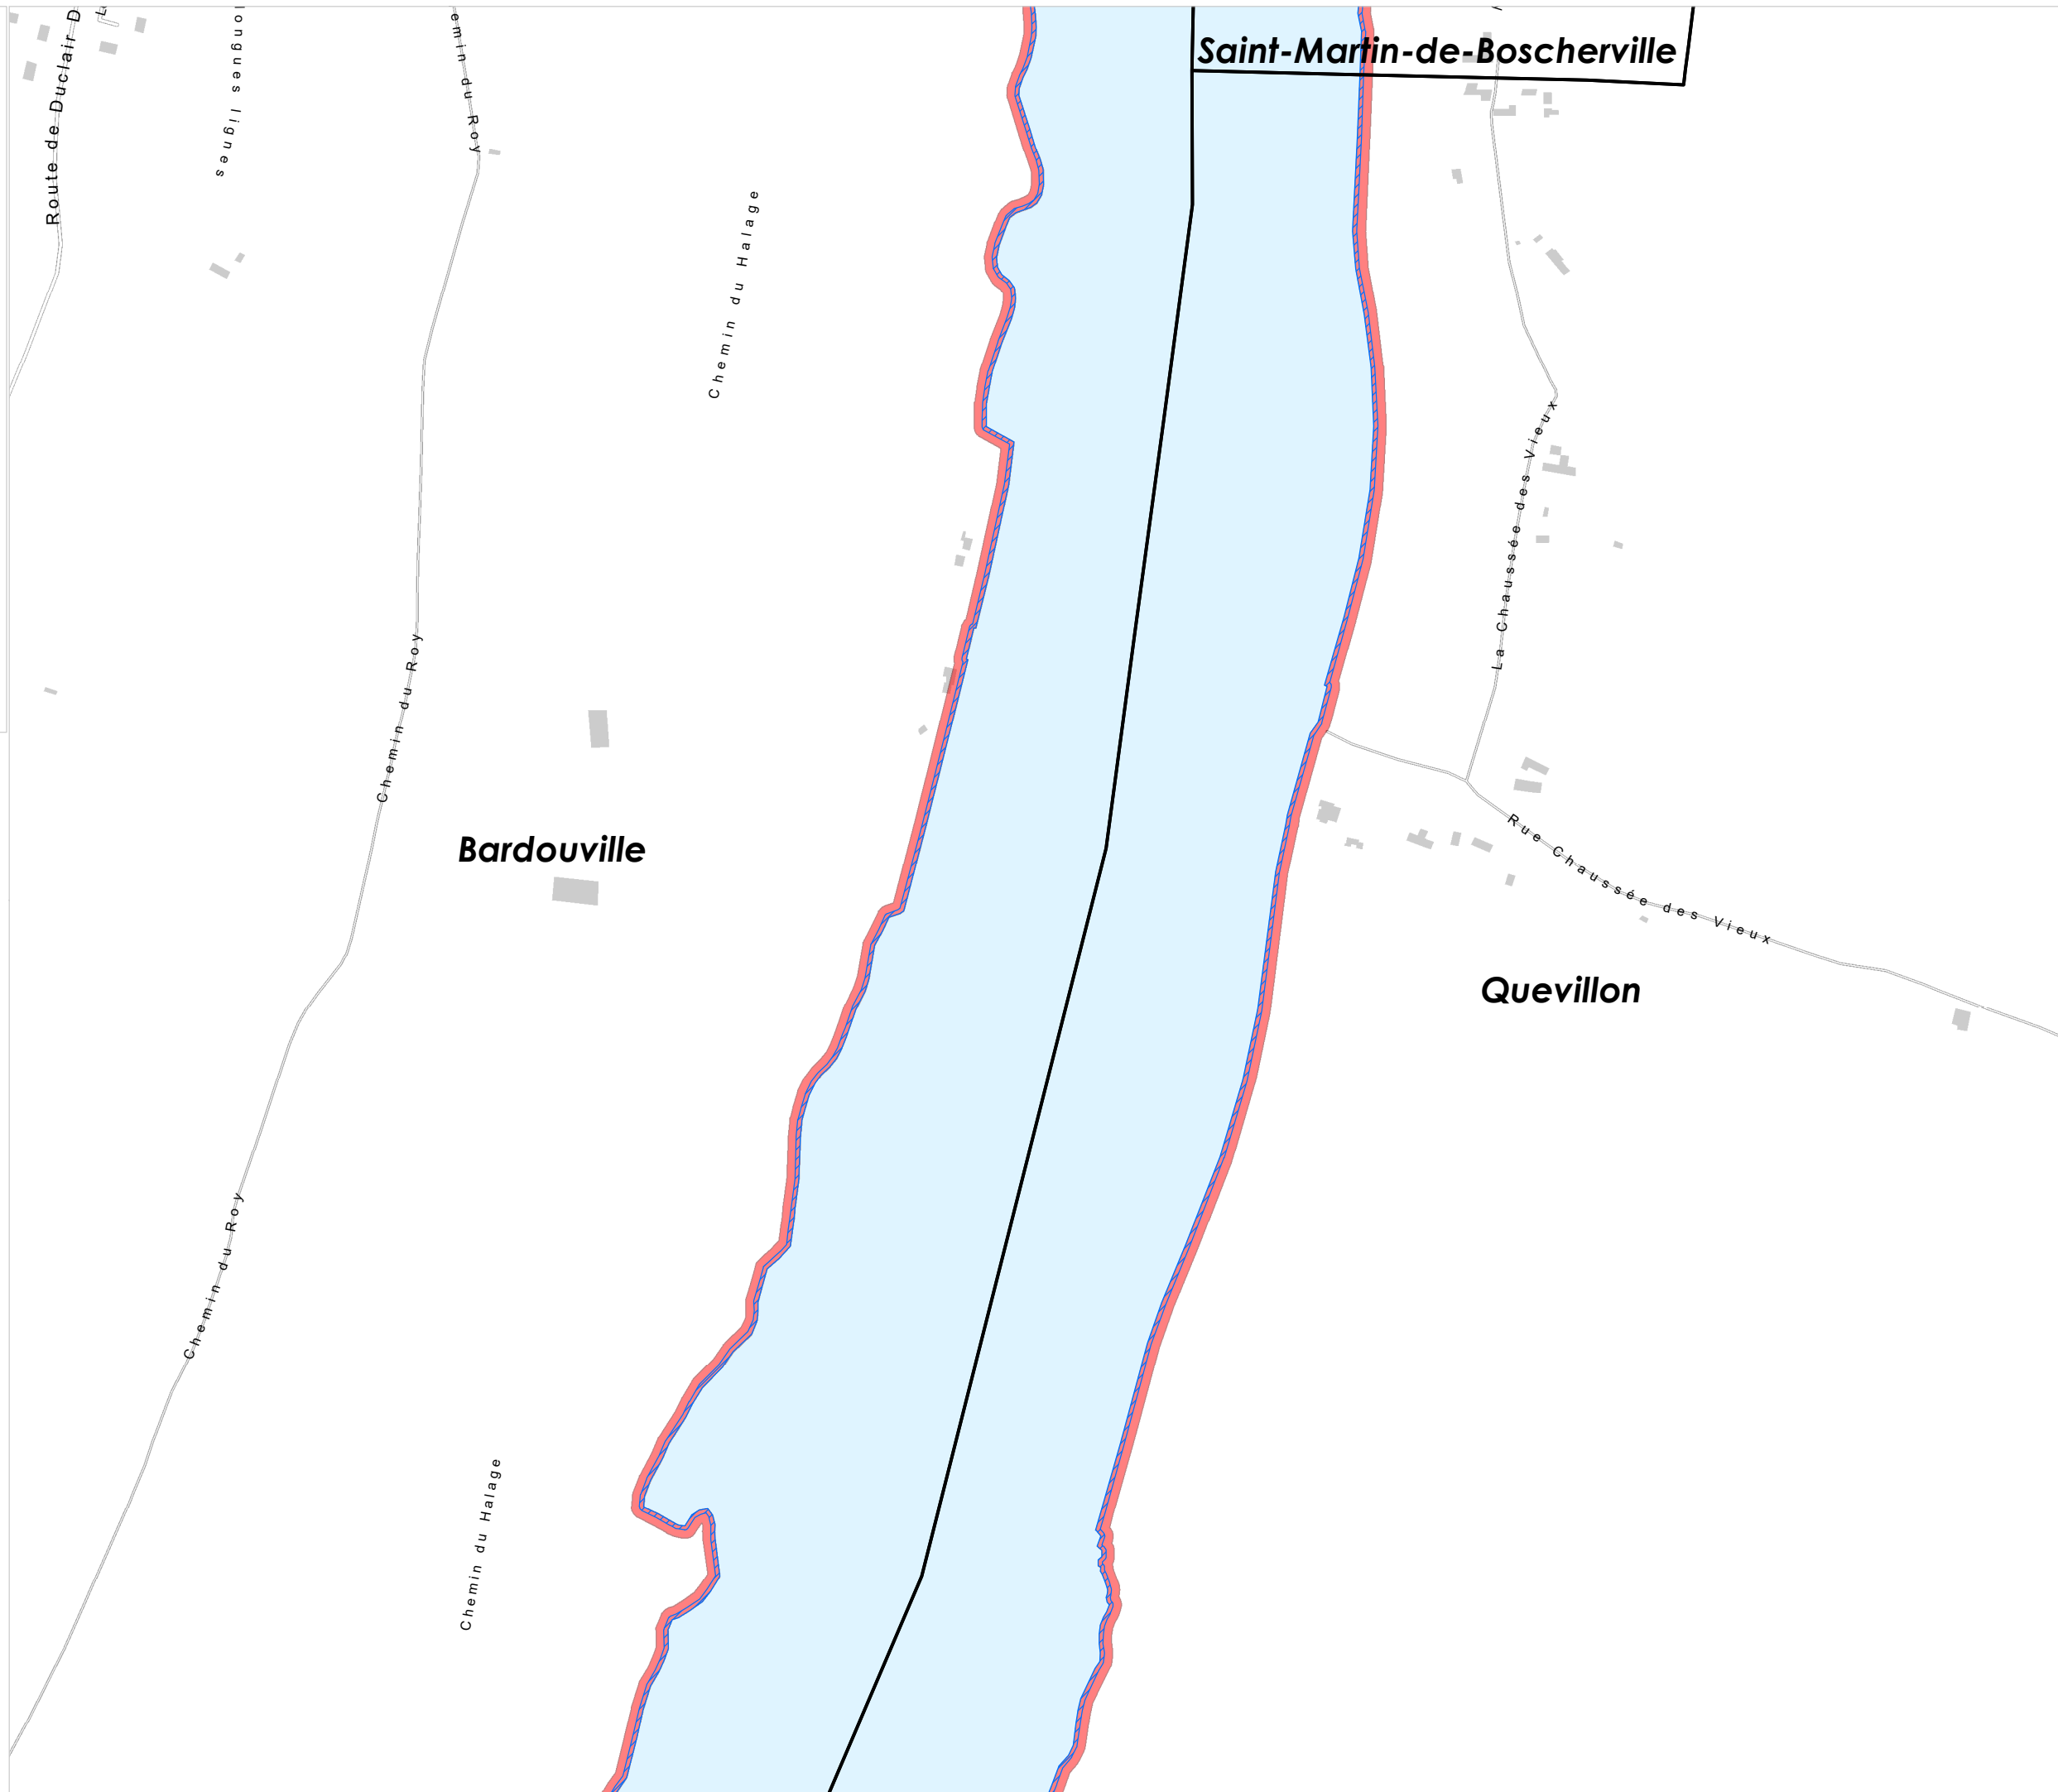 Route de Duclair D
longues lignes
emin du Roy
Saint-Martin-de-Boscherville
Chemin du Halage
La Chaussée des Vieux
Chemin du Roy
Bardouville
Rue Chaussée des Vieux
Quevillon
Chemin du Roy
Chemin du Halage